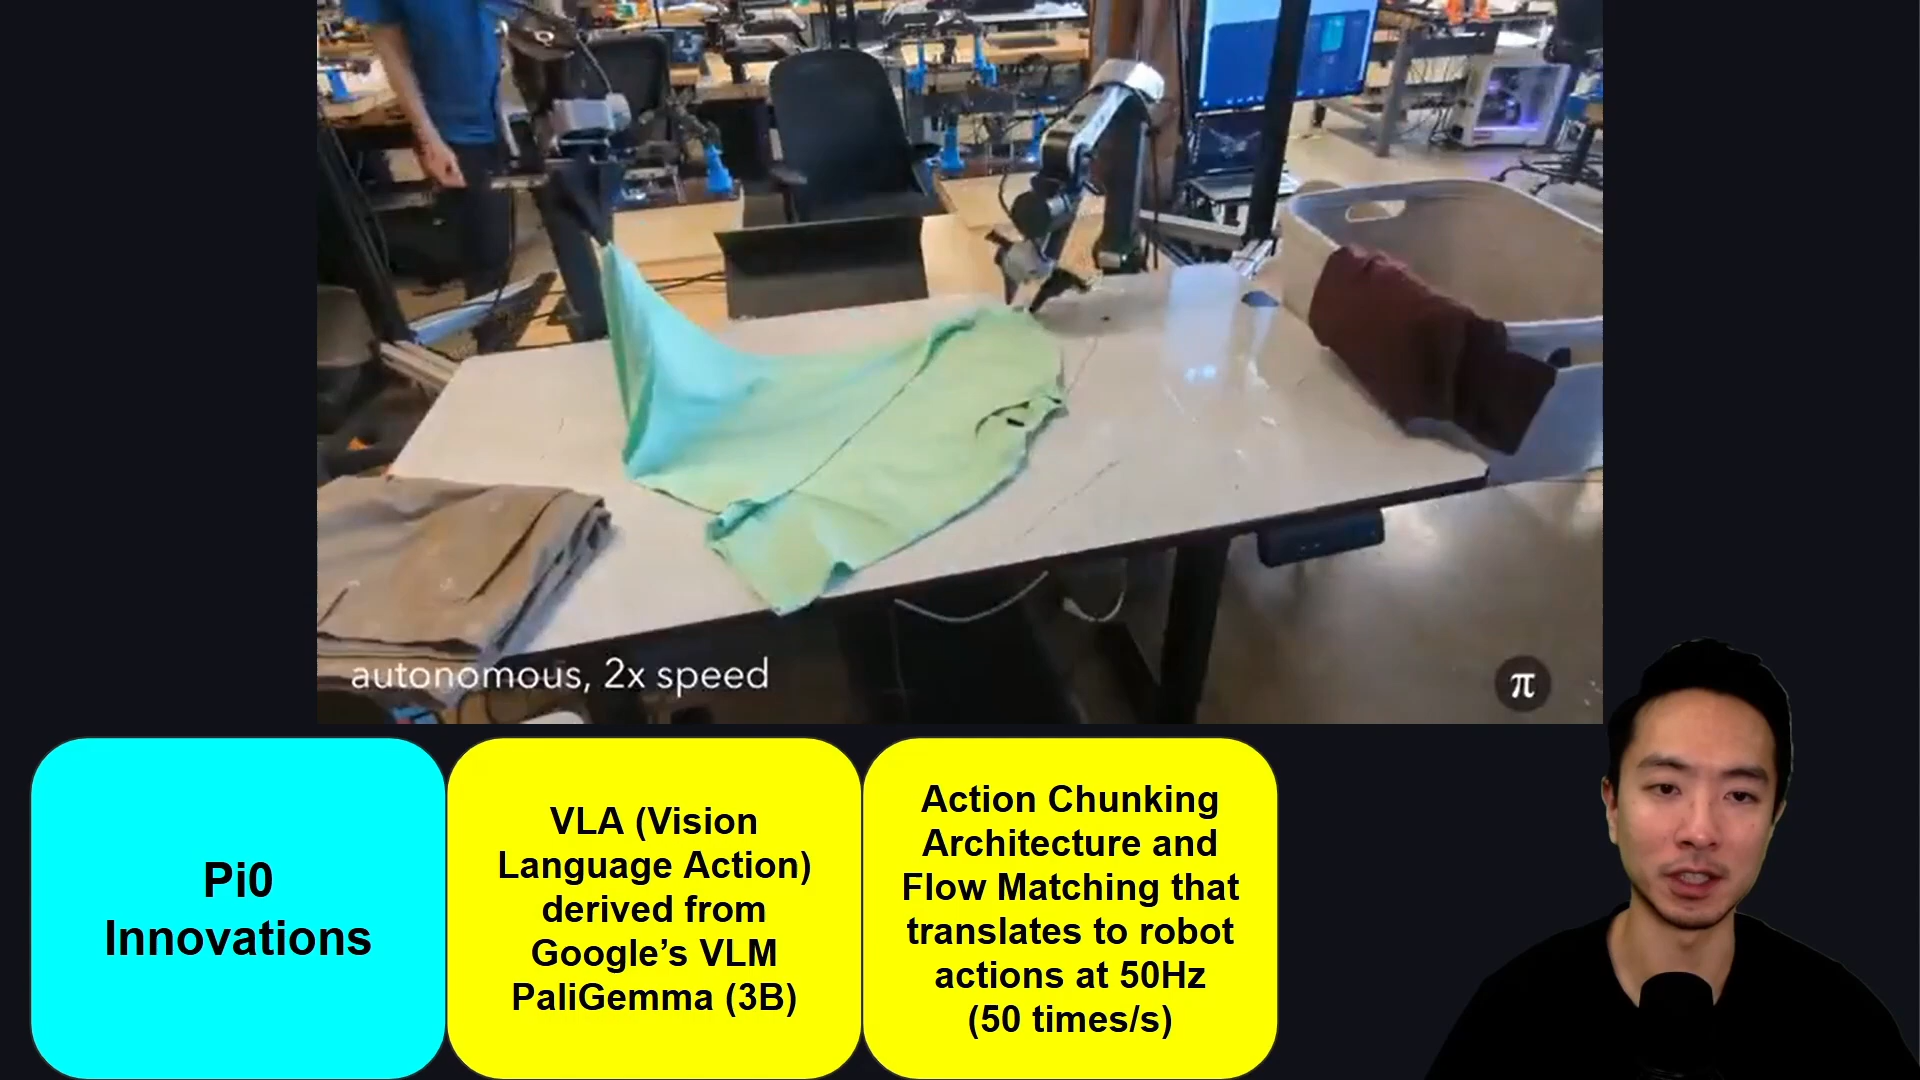 autonomous, 2x speed
π
Pi0
Innovations
VLA (Vision
Language Action)
derived from
Google’s VLM
PaliGemma (3B)
Action Chunking
Architecture and
Flow Matching that
translates to robot
actions at 50Hz
(50 times/s)